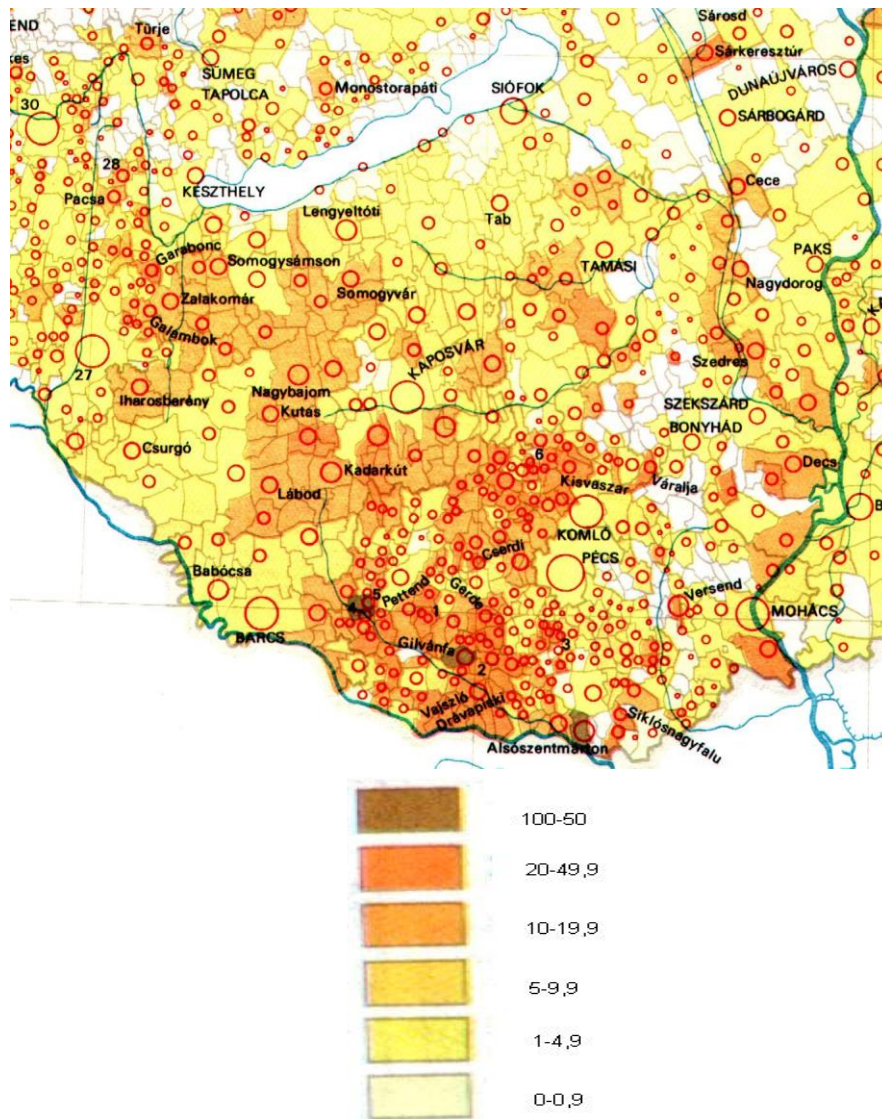 END
Türje
Sárosd
kes
Sárkeresztúr
SÜMEG
TAPOLCA
Monostorapáti
SIÓFOK
DUNAÚJVÁROS
30
SÁRBOGÁRD
28
KESZTHELY
Cece
Pacsa
Lengyeltóti
Tab
Garabonc
Somogysámson
TAMÁSI
PAKS
Zalakomár
Somogyvár
Nagydorog
Galambok
KAPOSVÁR
Szedres
27
Iharosberény
Nagybajom
Kutas
SZEKSZÁRD
BONYHÁD
Csurgó
6
Kadarkút
Kisvaszar
Váralja
Decs
Lábod
KOMLÓ
Cserdi
PÉCS
Babócsa
5
Pettend
Gerde
Versend
4
1
BARCS
MOHÁCS
Gilvánfa
3
2
Vajszló
Drávapiski
Siklósnagyfalu
Alsószentmárton
100-50
20-49,9
10-19,9
5-9,9
1-4,9
0-0,9